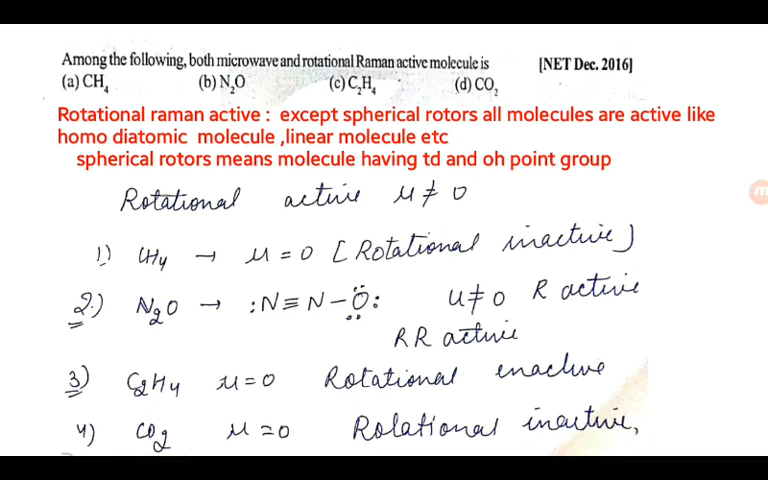 Among the following, both microwave and rotational Raman active molecule is [NET Dec. 2016]
(a) CH₄ (b) N₂O (c) C₂H₄ (d) CO₂
Rotational raman active : except spherical rotors all molecules are active like
homo diatomic molecule ,linear molecule etc
spherical rotors means molecule having td and oh point group
Rotational active μ ≠ 0
1) CH₄ → μ = 0 [Rotational inactive]
2.) N₂O → :N≡N–Ö: μ ≠ 0 R active
RR active
3) C₂H₄ μ = 0 Rotational inactive
4) CO₂ μ = 0 Rotational inactive,